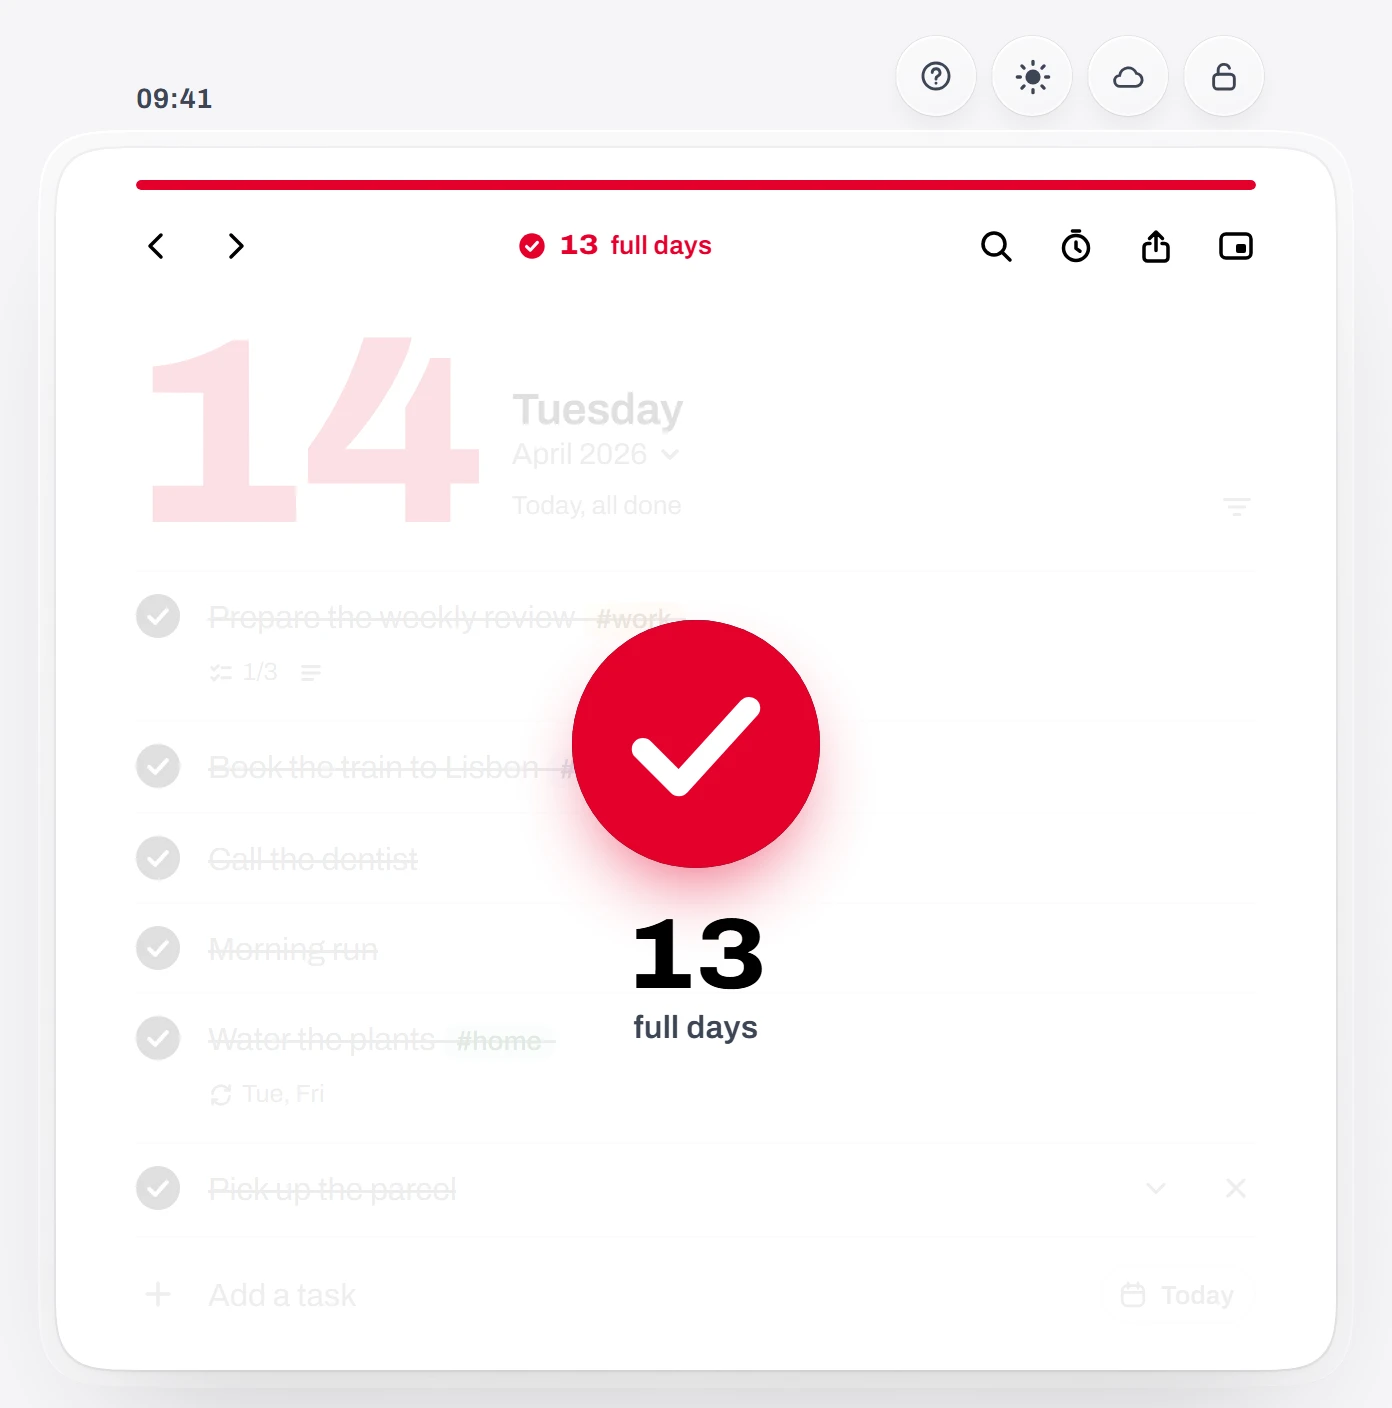 09:41
13 full days
14
Tuesday
April 2026
Today, all done
Prepare the weekly review #work
1/3
Book the train to Lisbon #
Call the dentist
Morning run
13
full days
Water the plants #home
Tue, Fri
Pick up the parcel
Add a task Today